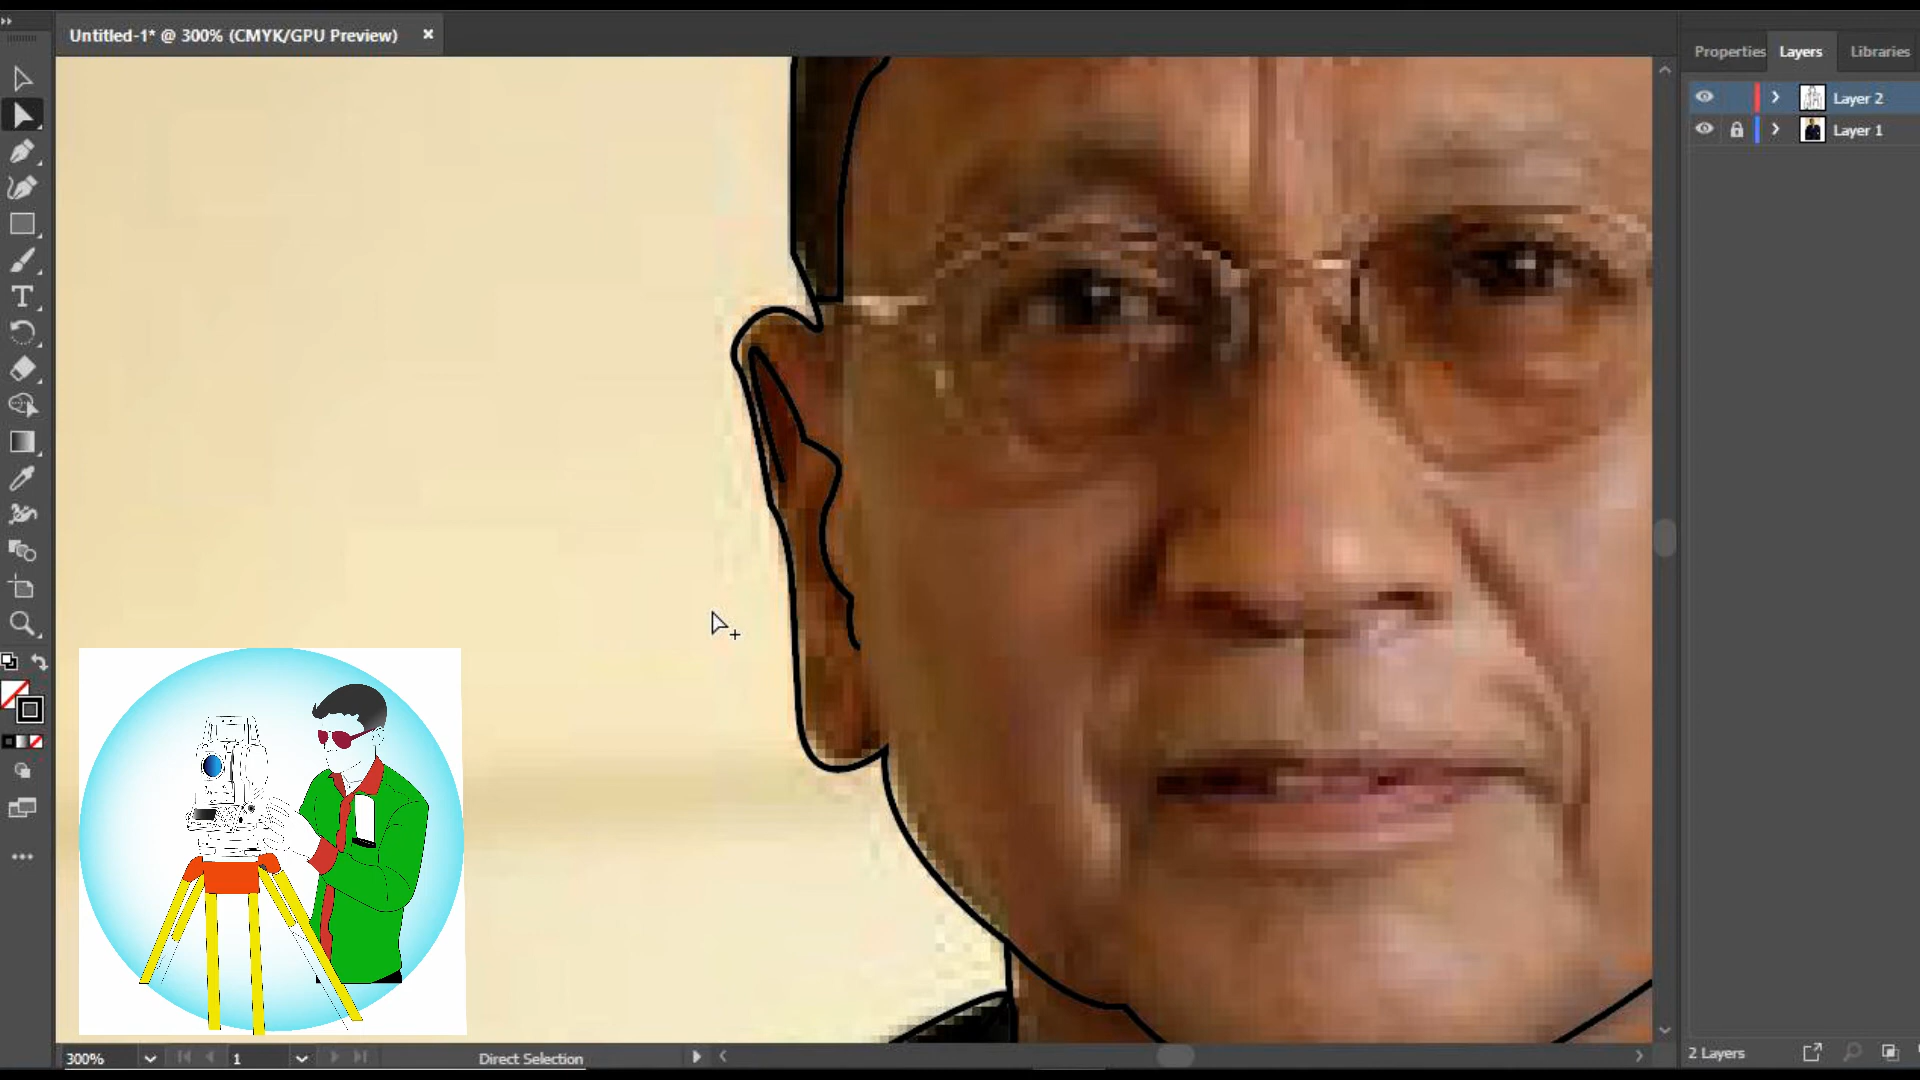 Untitled-1* @ 300% (CMYK/GPU Preview)
Properties Layers Libraries
Layer 2
Layer 1
300% 1 Direct Selection
2 Layers